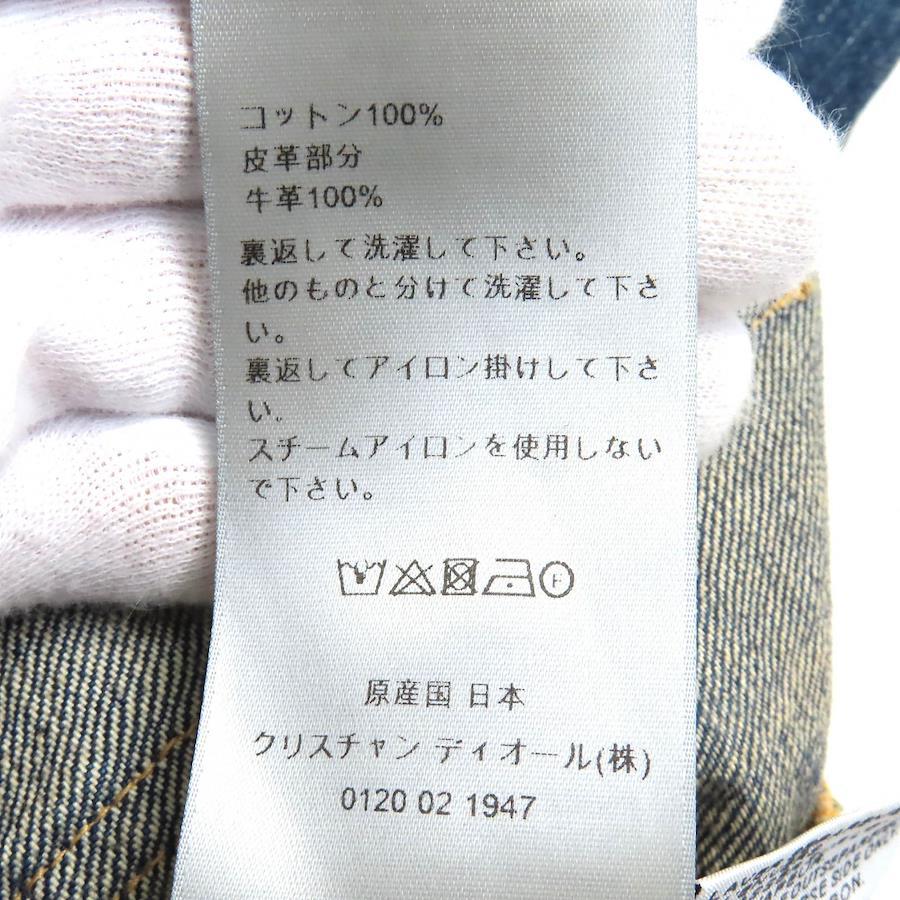 コットン100%
皮革部分
牛革100%
裏返して洗濯して下さい。
他のものと分けて洗濯して下さ
い。
裏返してアイロン掛けして下さ
い。
スチームアイロンを使用しない
で下さい。
F
原産国 日本
クリスチャン ディオール(株)
0120 02 1947
SIDE ONLY